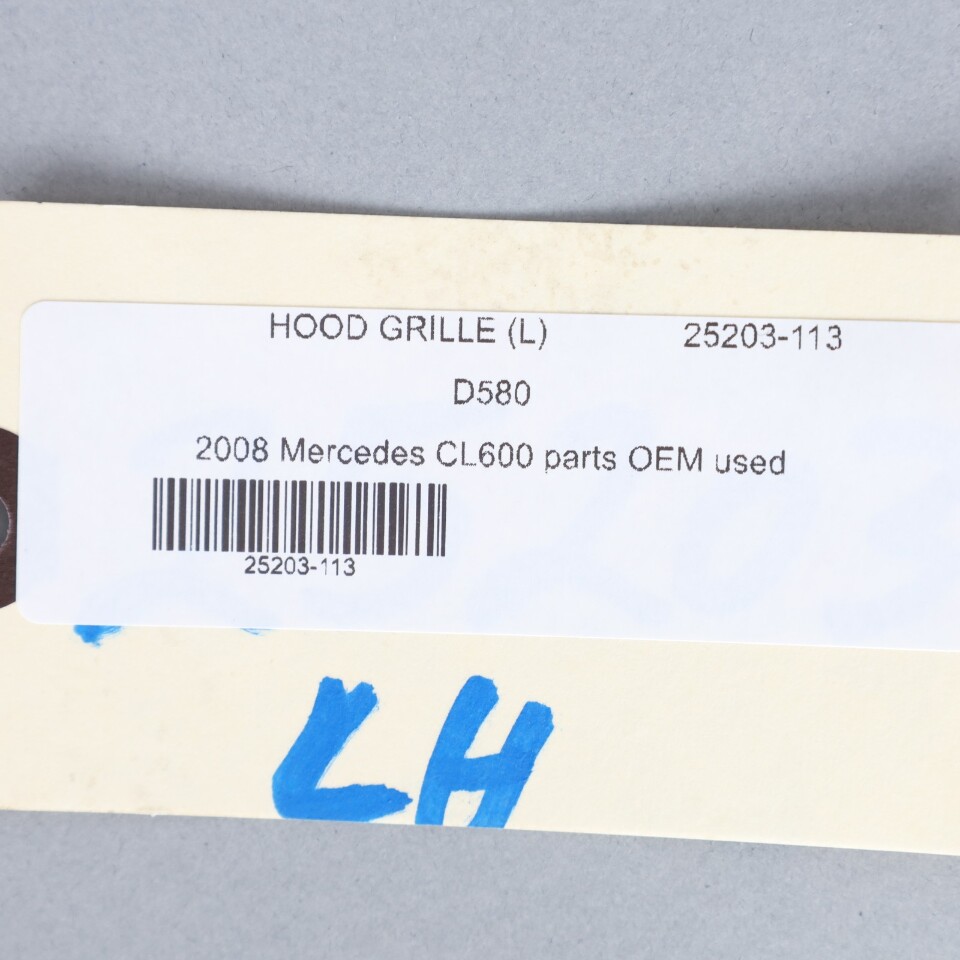 HOOD GRILLE (L) 25203-113
D580
2008 Mercedes CL600 parts OEM used
25203-113
LH